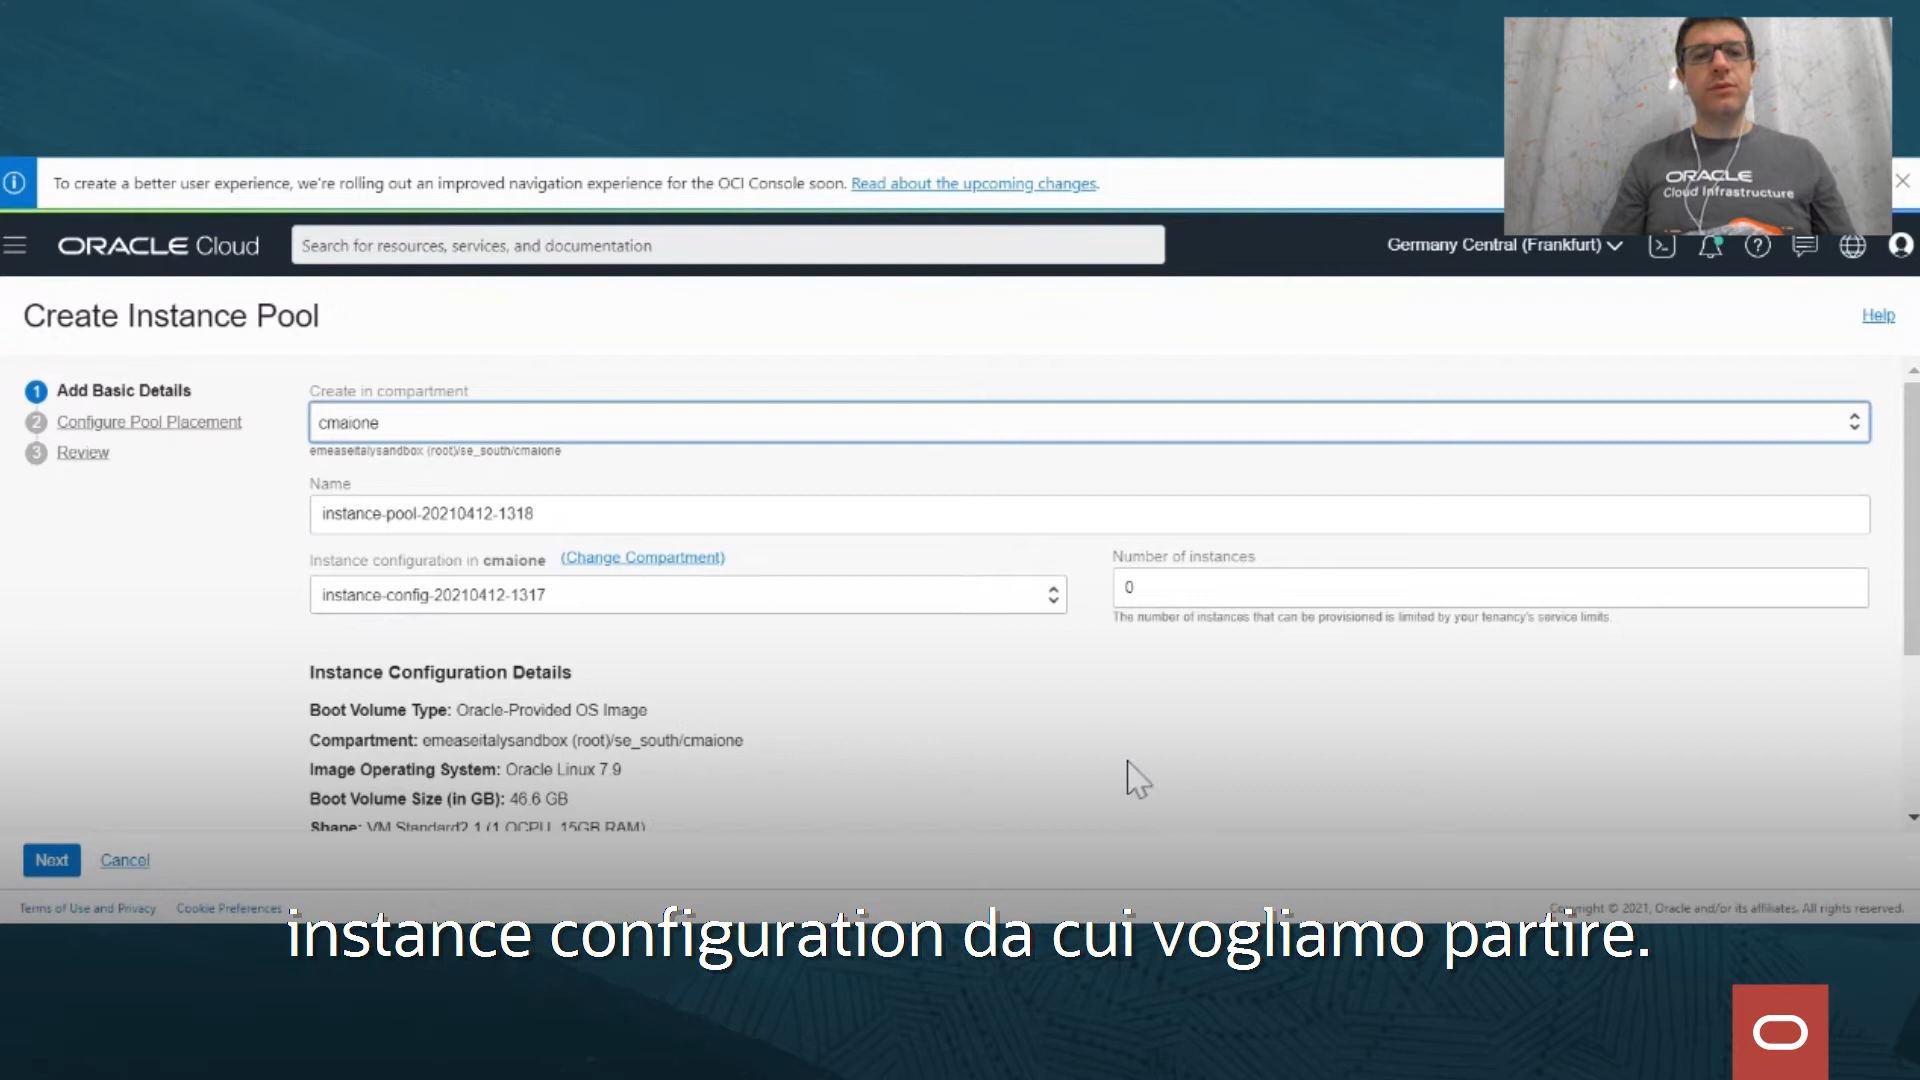 ORACLE
Cloud Infrastructure
To create a better user experience, we're rolling out an improved navigation experience for the OCI Console soon. Read about the upcoming changes.
ORACLE Cloud
Search for resources, services, and documentation
Germany Central (Frankfurt)
Create Instance Pool
Help
1 Add Basic Details
2 Configure Pool Placement
3 Review
Create in compartment
cmaione
emeaseitalysandbox (root)/se_south/cmaione
Name
instance-pool-20210412-1318
Instance configuration in cmaione (Change Compartment)
instance-config-20210412-1317
Number of instances
0
The number of instances that can be provisioned is limited by your tenancy's service limits.
Instance Configuration Details
Boot Volume Type: Oracle-Provided OS Image
Compartment: emeaseitalysandbox (root)/se_south/cmaione
Image Operating System: Oracle Linux 7.9
Boot Volume Size (in GB): 46.6 GB
Shape: VM.Standard2.1 (1 OCPU, 15GB RAM)
Next Cancel
Terms of Use and Privacy Cookie Preferences
Copyright © 2021, Oracle and/or its affiliates. All rights reserved.
instance configuration da cui vogliamo partire.